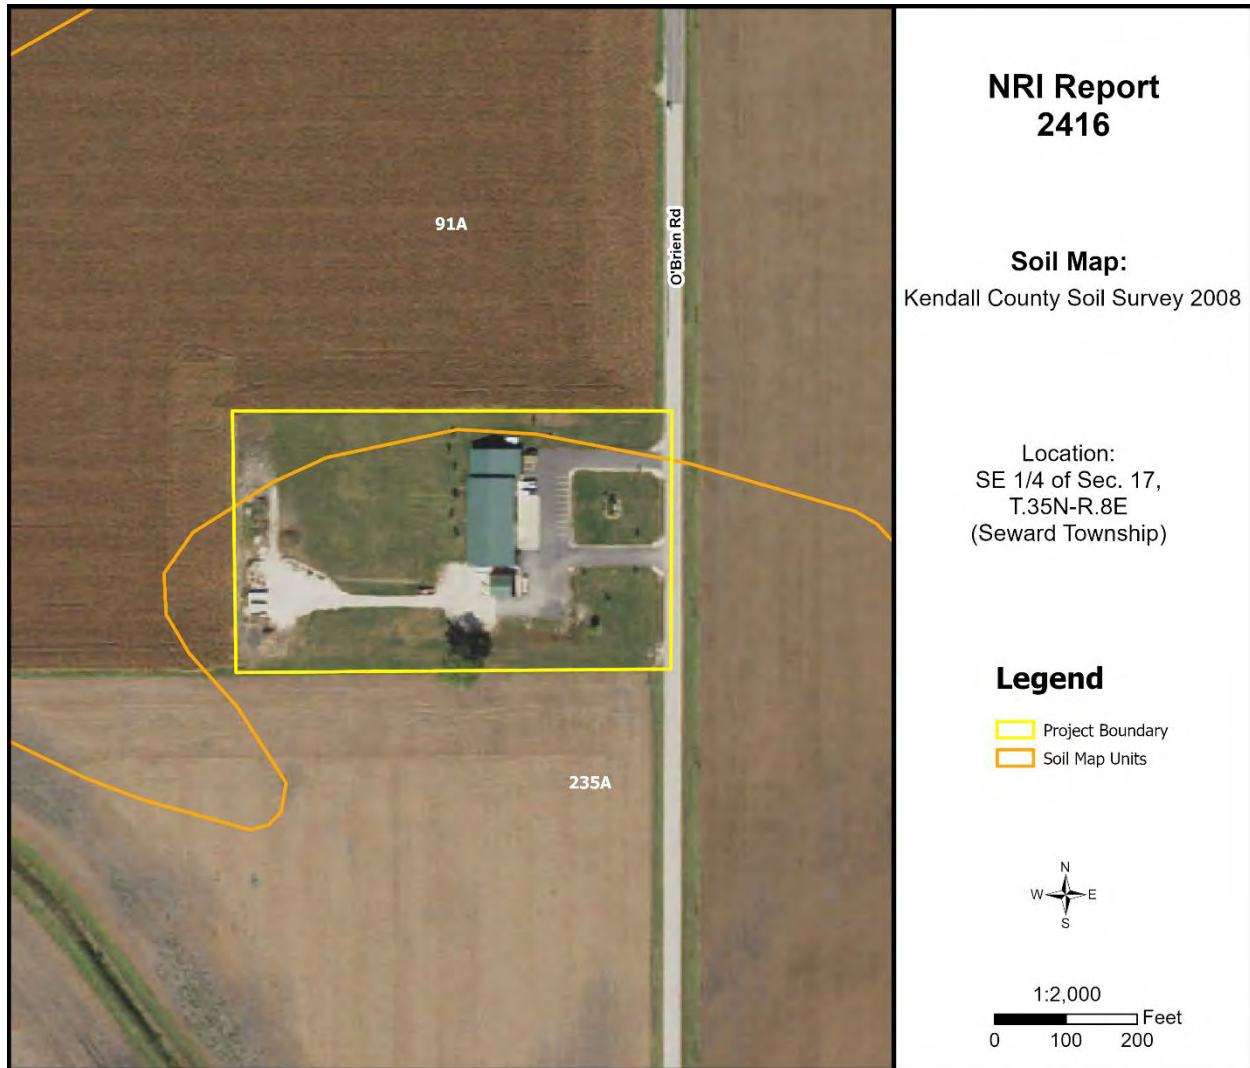 91A
O'Brien Rd
235A
NRI Report
2416
Soil Map:
Kendall County Soil Survey 2008
Location:
SE 1/4 of Sec. 17,
T.35N-R.8E
(Seward Township)
Legend
Project Boundary
Soil Map Units
N
W E
S
1:2,000
Feet
0 100 200